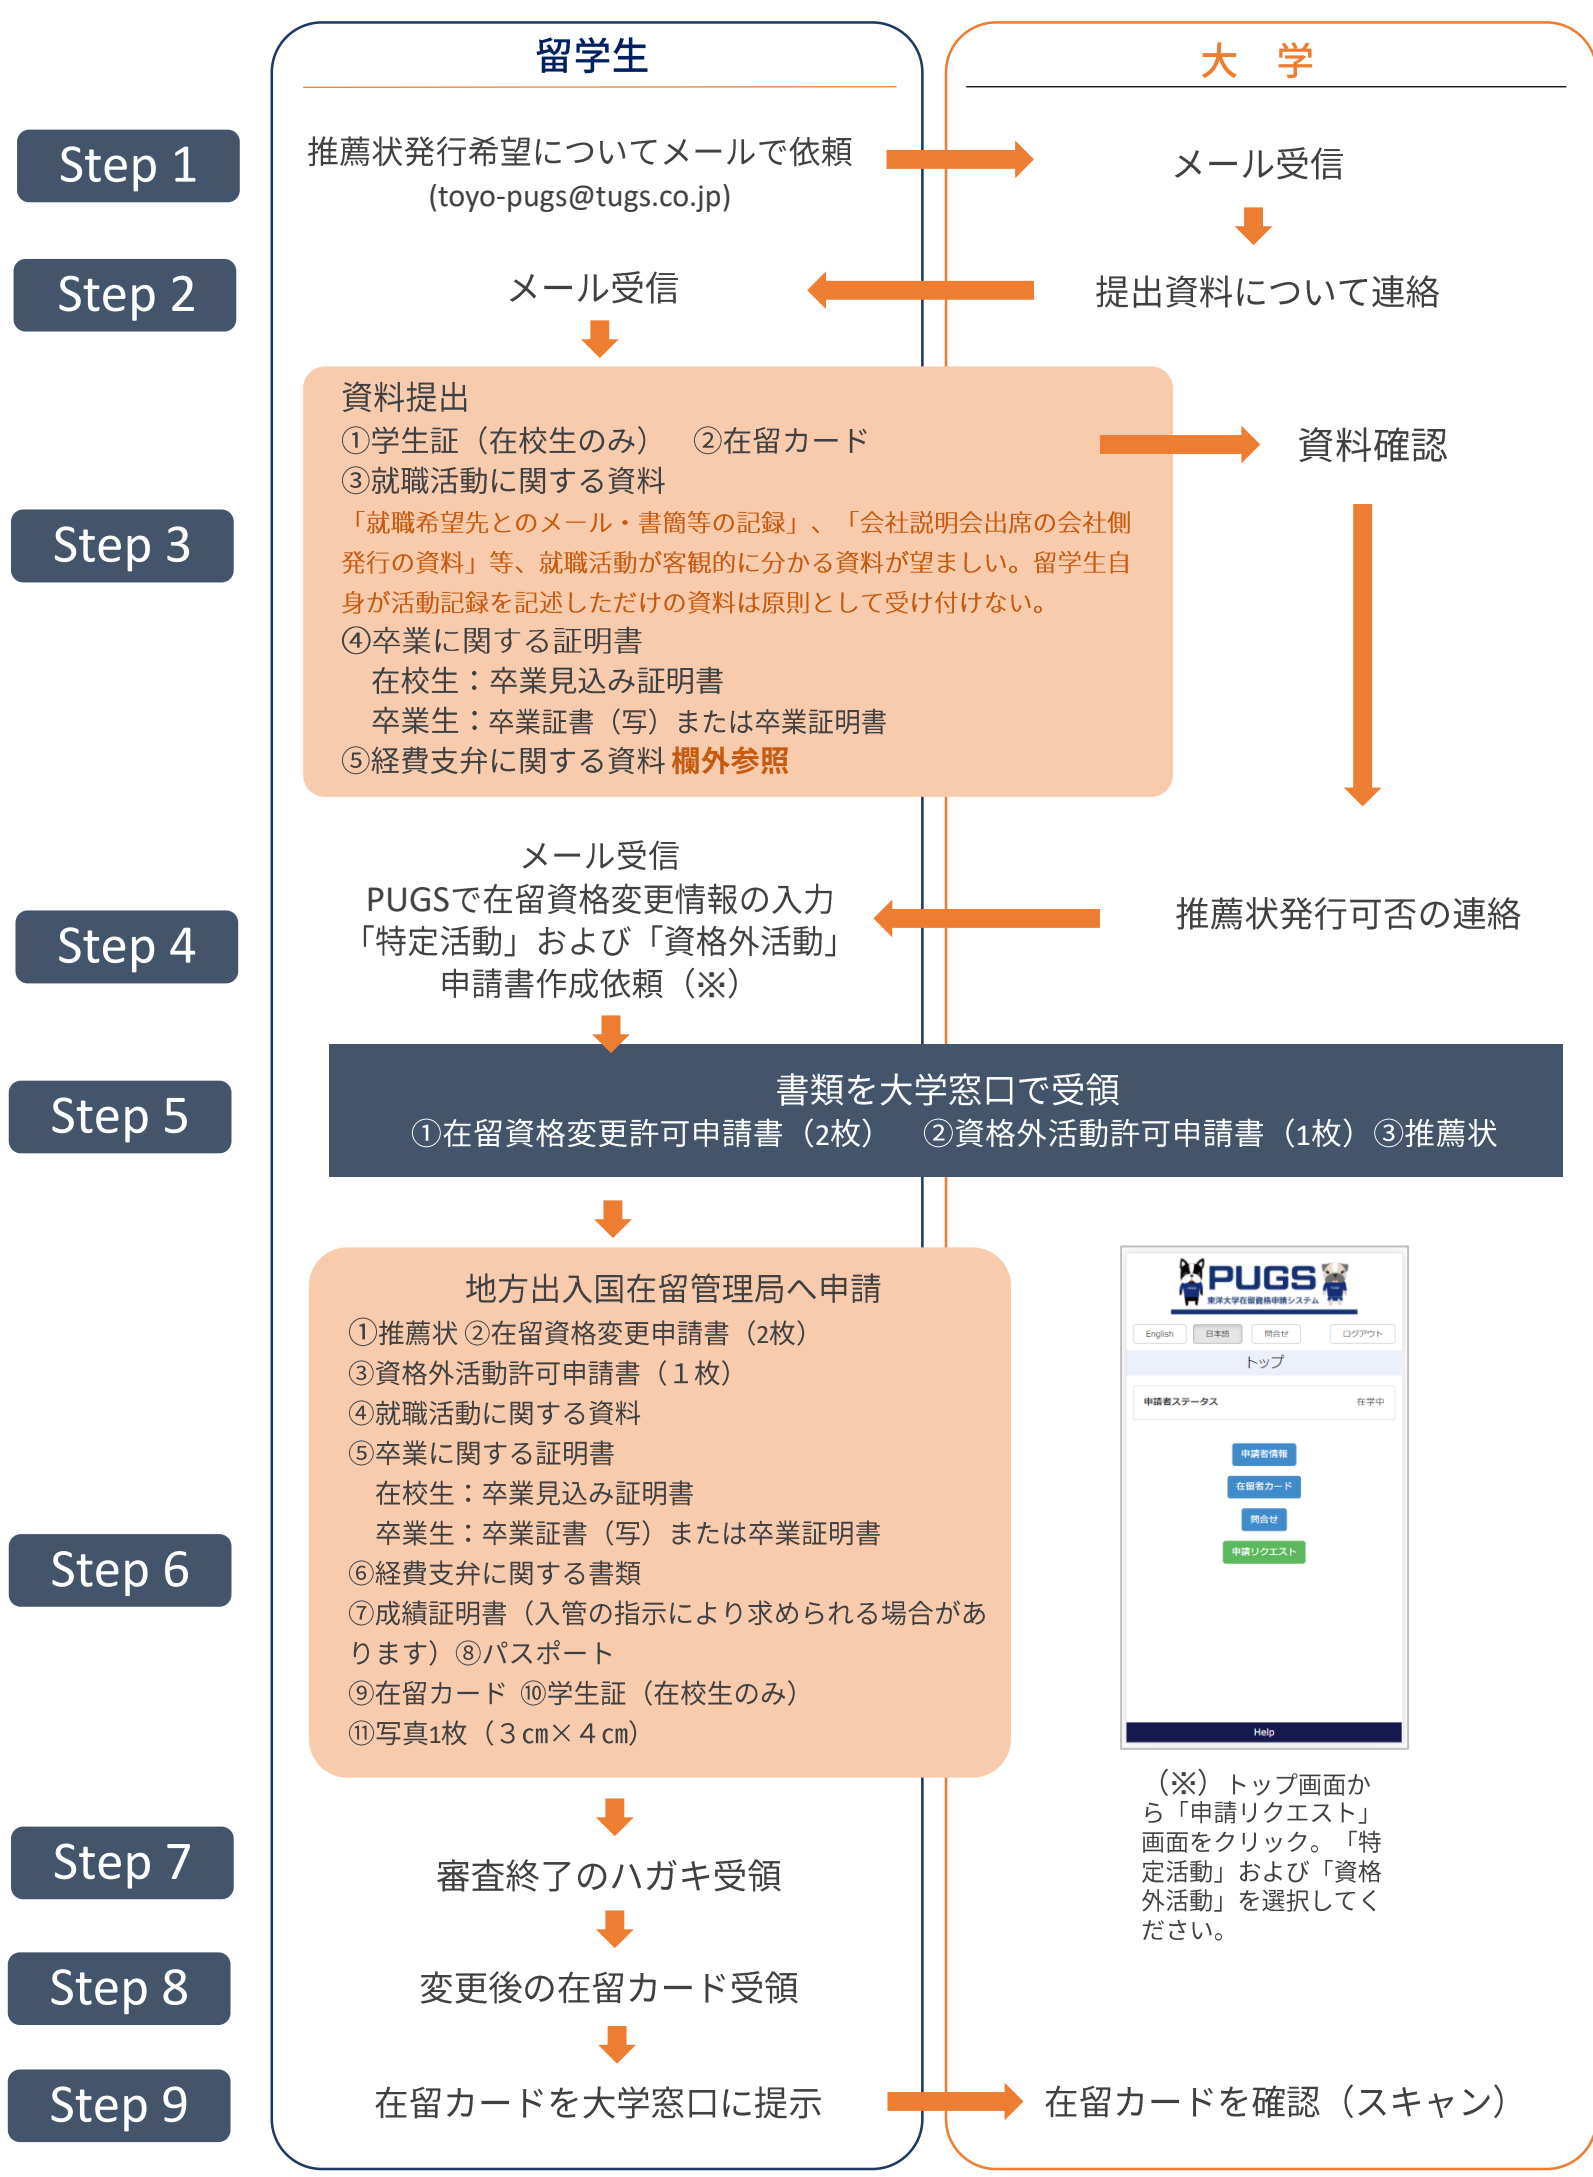 留学生
大　学
Step 1
推薦状発行希望についてメールで依頼
(toyo-pugs@tugs.co.jp)
メール受信
Step 2
メール受信
提出資料について連絡
Step 3
資料提出
①学生証（在校生のみ）　②在留カード
③就職活動に関する資料
「就職希望先とのメール・書簡等の記録」、「会社説明会出席の会社側
発行の資料」等、就職活動が客観的に分かる資料が望ましい。留学生自
身が活動記録を記述しただけの資料は原則として受け付けない。
④卒業に関する証明書
在校生：卒業見込み証明書
卒業生：卒業証書（写）または卒業証明書
⑤経費支弁に関する資料 欄外参照
資料確認
Step 4
メール受信
PUGSで在留資格変更情報の入力
「特定活動」および「資格外活動」
申請書作成依頼（※）
推薦状発行可否の連絡
Step 5
書類を大学窓口で受領
①在留資格変更許可申請書（2枚）　②資格外活動許可申請書（1枚）③推薦状
Step 6
地方出入国在留管理局へ申請
①推薦状 ②在留資格変更申請書（2枚）
③資格外活動許可申請書（１枚）
④就職活動に関する資料
⑤卒業に関する証明書
在校生：卒業見込み証明書
卒業生：卒業証書（写）または卒業証明書
⑥経費支弁に関する書類
⑦成績証明書（入管の指示により求められる場合があ
ります）⑧パスポート
⑨在留カード ⑩学生証（在校生のみ）
⑪写真1枚（３㎝×４㎝）
PUGS
東洋大学在留資格申請システム
English 日本語 問合せ ログアウト
トップ
申請者ステータス 在学中
申請者情報
在留者カード
問合せ
申請リクエスト
Help
（※）トップ画面か
ら「申請リクエスト」
画面をクリック。「特
定活動」および「資格
外活動」を選択してく
ださい。
Step 7
審査終了のハガキ受領
Step 8
変更後の在留カード受領
Step 9
在留カードを大学窓口に提示
在留カードを確認（スキャン）